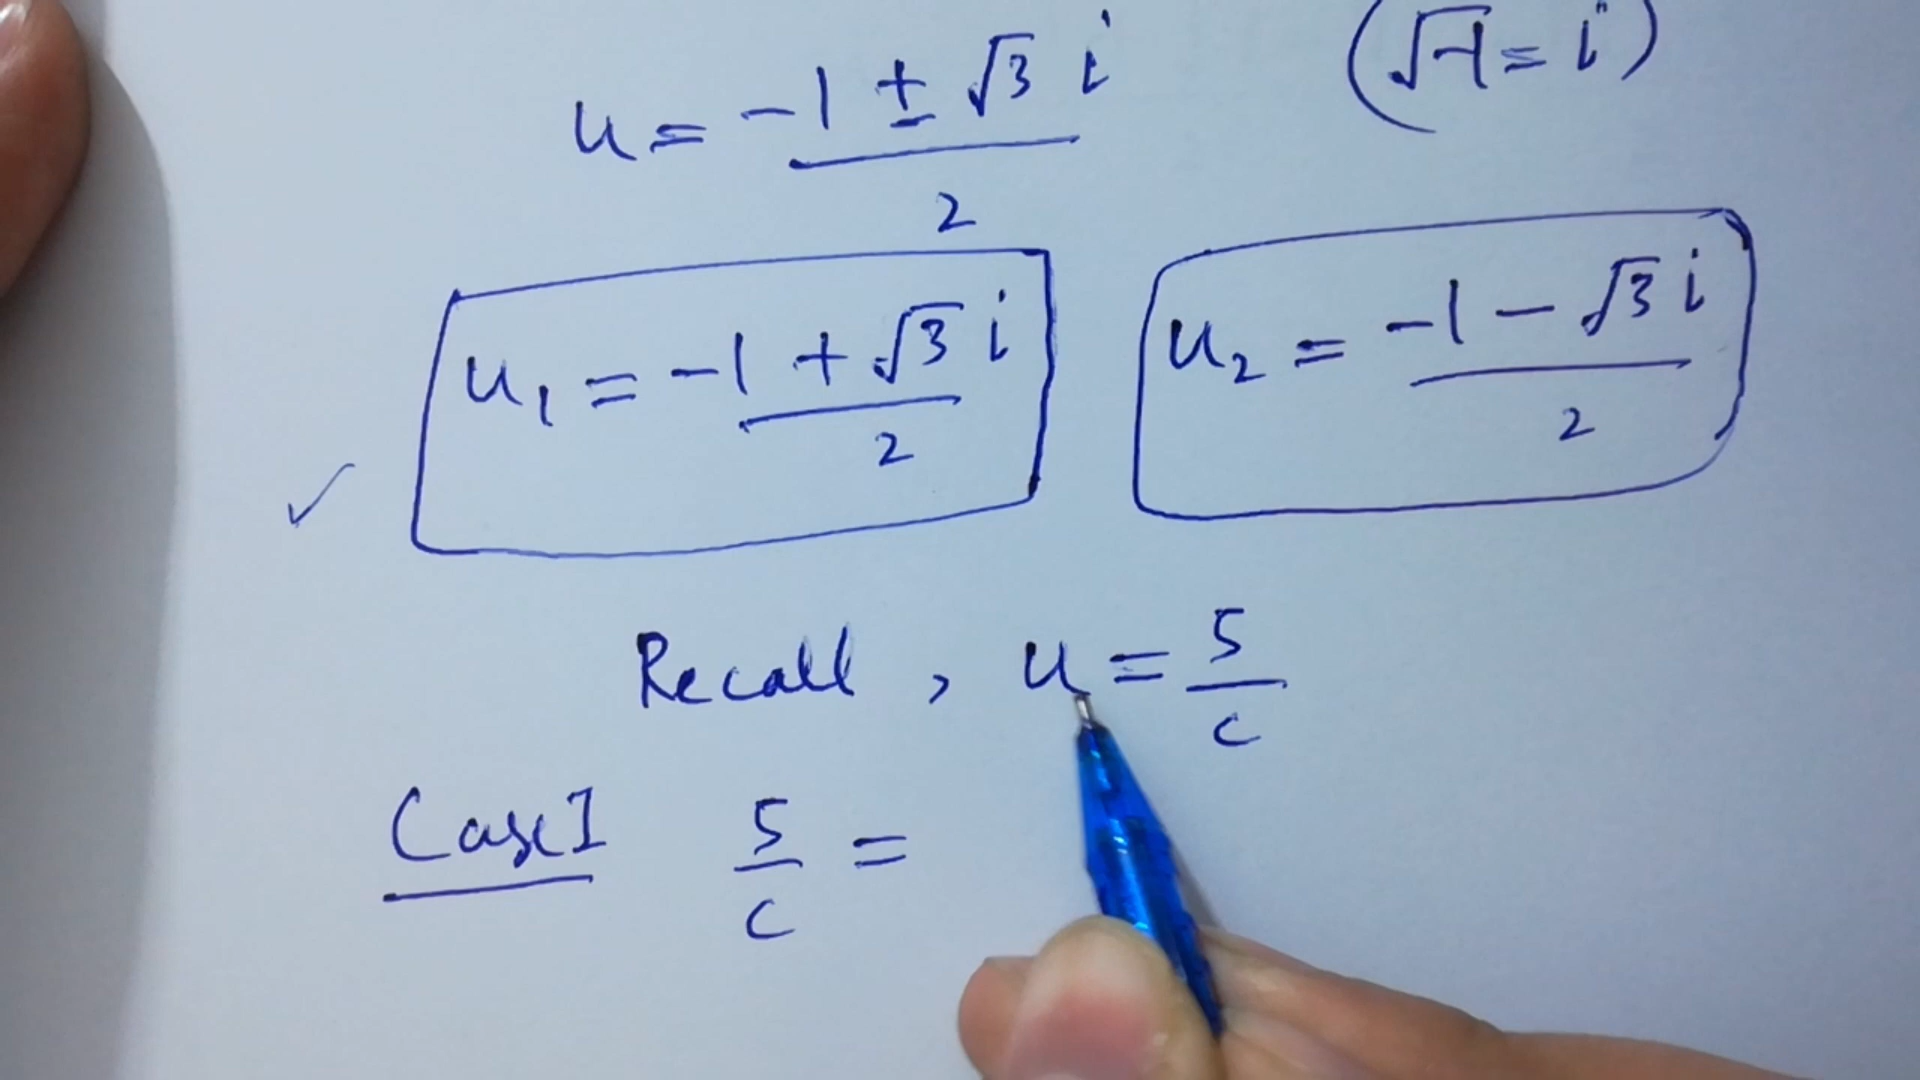 u = -1 ± √3 i / 2 (√-1 = i)
u₁ = -1 + √3 i / 2 u₂ = -1 - √3 i / 2
Recall , u = 5 / c
Case I 5 / c =